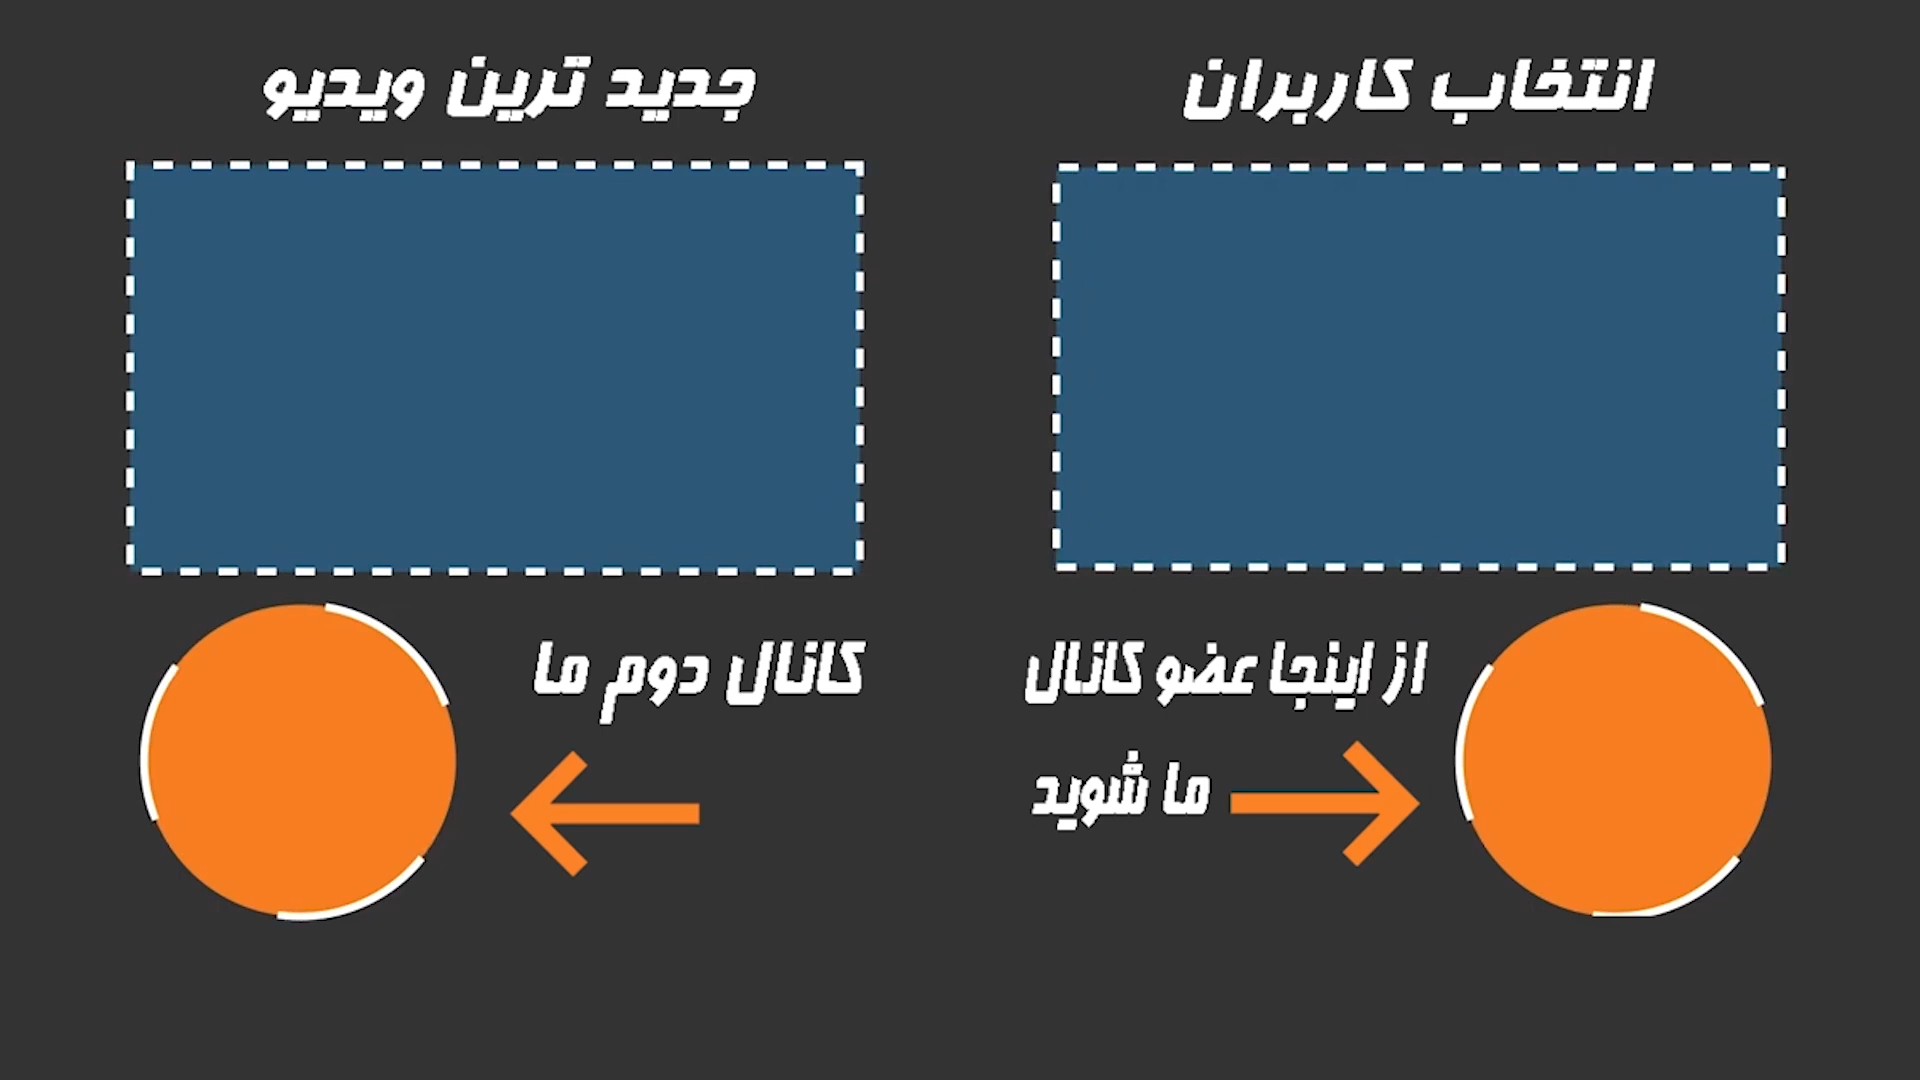 انتخاب کاربران
جدید ترین ویدیو
از اینجا عضو کانال
ما شوید
کانال دوم ما